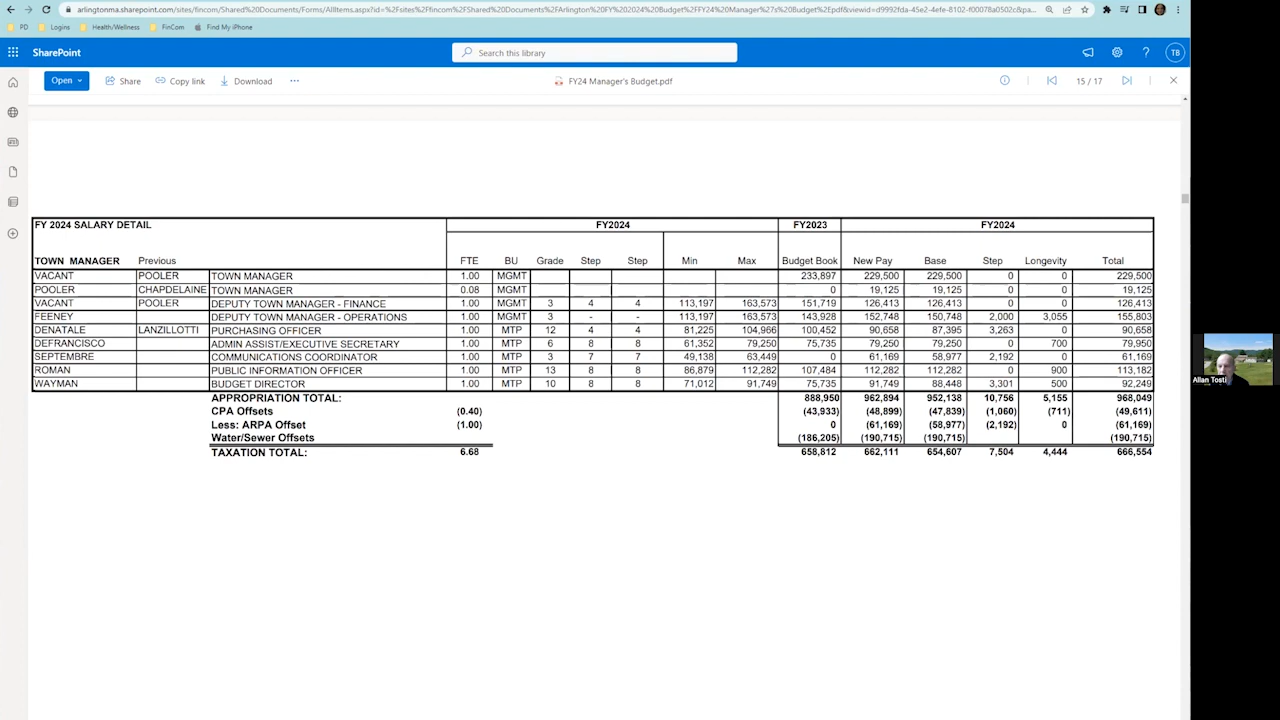 arlingtonma.sharepoint.com/sites/fincom/Shared%20Documents/Forms/AllItems.aspx?id=%2Fsites%2Ffincom%2FShared%20Documents%2FArlington%20FY%202024%20Budget%2FFY24%20Manager%27s%20Budget%2Epdf&viewid=d9992fda-45e2-4efe-8102-f00078a0502c&pa...
PD Logins Health/Wellness FinCom Find My iPhone
SharePoint Search this library ? TB
Open Share Copy link Download ... FY24 Manager's Budget.pdf 15 / 17
FY 2024 SALARY DETAIL FY2024 FY2023 FY2024
TOWN MANAGER Previous FTE BU Grade Step Step Min Max Budget Book New Pay Base Step Longevity Total
VACANT POOLER TOWN MANAGER 1.00 MGMT 233,897 229,500 229,500 0 0 229,500
POOLER CHAPDELAINE TOWN MANAGER 0.08 MGMT 0 19,125 19,125 0 0 19,125
VACANT POOLER DEPUTY TOWN MANAGER - FINANCE 1.00 MGMT 3 4 4 113,197 163,573 151,719 126,413 126,413 0 0 126,413
FEENEY DEPUTY TOWN MANAGER - OPERATIONS 1.00 MGMT 3 - - 113,197 163,573 143,928 152,748 150,748 2,000 3,055 155,803
DENATALE LANZILLOTTI PURCHASING OFFICER 1.00 MTP 12 4 4 81,225 104,966 100,452 90,658 87,395 3,263 0 90,658
DEFRANCISCO ADMIN ASSIST/EXECUTIVE SECRETARY 1.00 MTP 6 8 8 61,352 79,250 75,735 79,250 79,250 0 700 79,950
SEPTEMBRE COMMUNICATIONS COORDINATOR 1.00 MTP 3 7 7 49,138 63,449 0 61,169 58,977 2,192 0 61,169
ROMAN PUBLIC INFORMATION OFFICER 1.00 MTP 13 8 8 86,879 112,282 107,484 112,282 112,282 0 900 113,182
WAYMAN BUDGET DIRECTOR 1.00 MTP 10 8 8 71,012 91,749 75,735 91,749 88,448 3,301 500 92,249
APPROPRIATION TOTAL: 888,950 962,894 952,138 10,756 5,155 968,049
CPA Offsets (0.40) (43,933) (48,899) (47,839) (1,060) (711) (49,611)
Less: ARPA Offset (1.00) 0 (61,169) (58,977) (2,192) 0 (61,169)
Water/Sewer Offsets (186,205) (190,715) (190,715) (190,715)
TAXATION TOTAL: 6.68 658,812 662,111 654,607 7,504 4,444 666,554
Allan Tosti